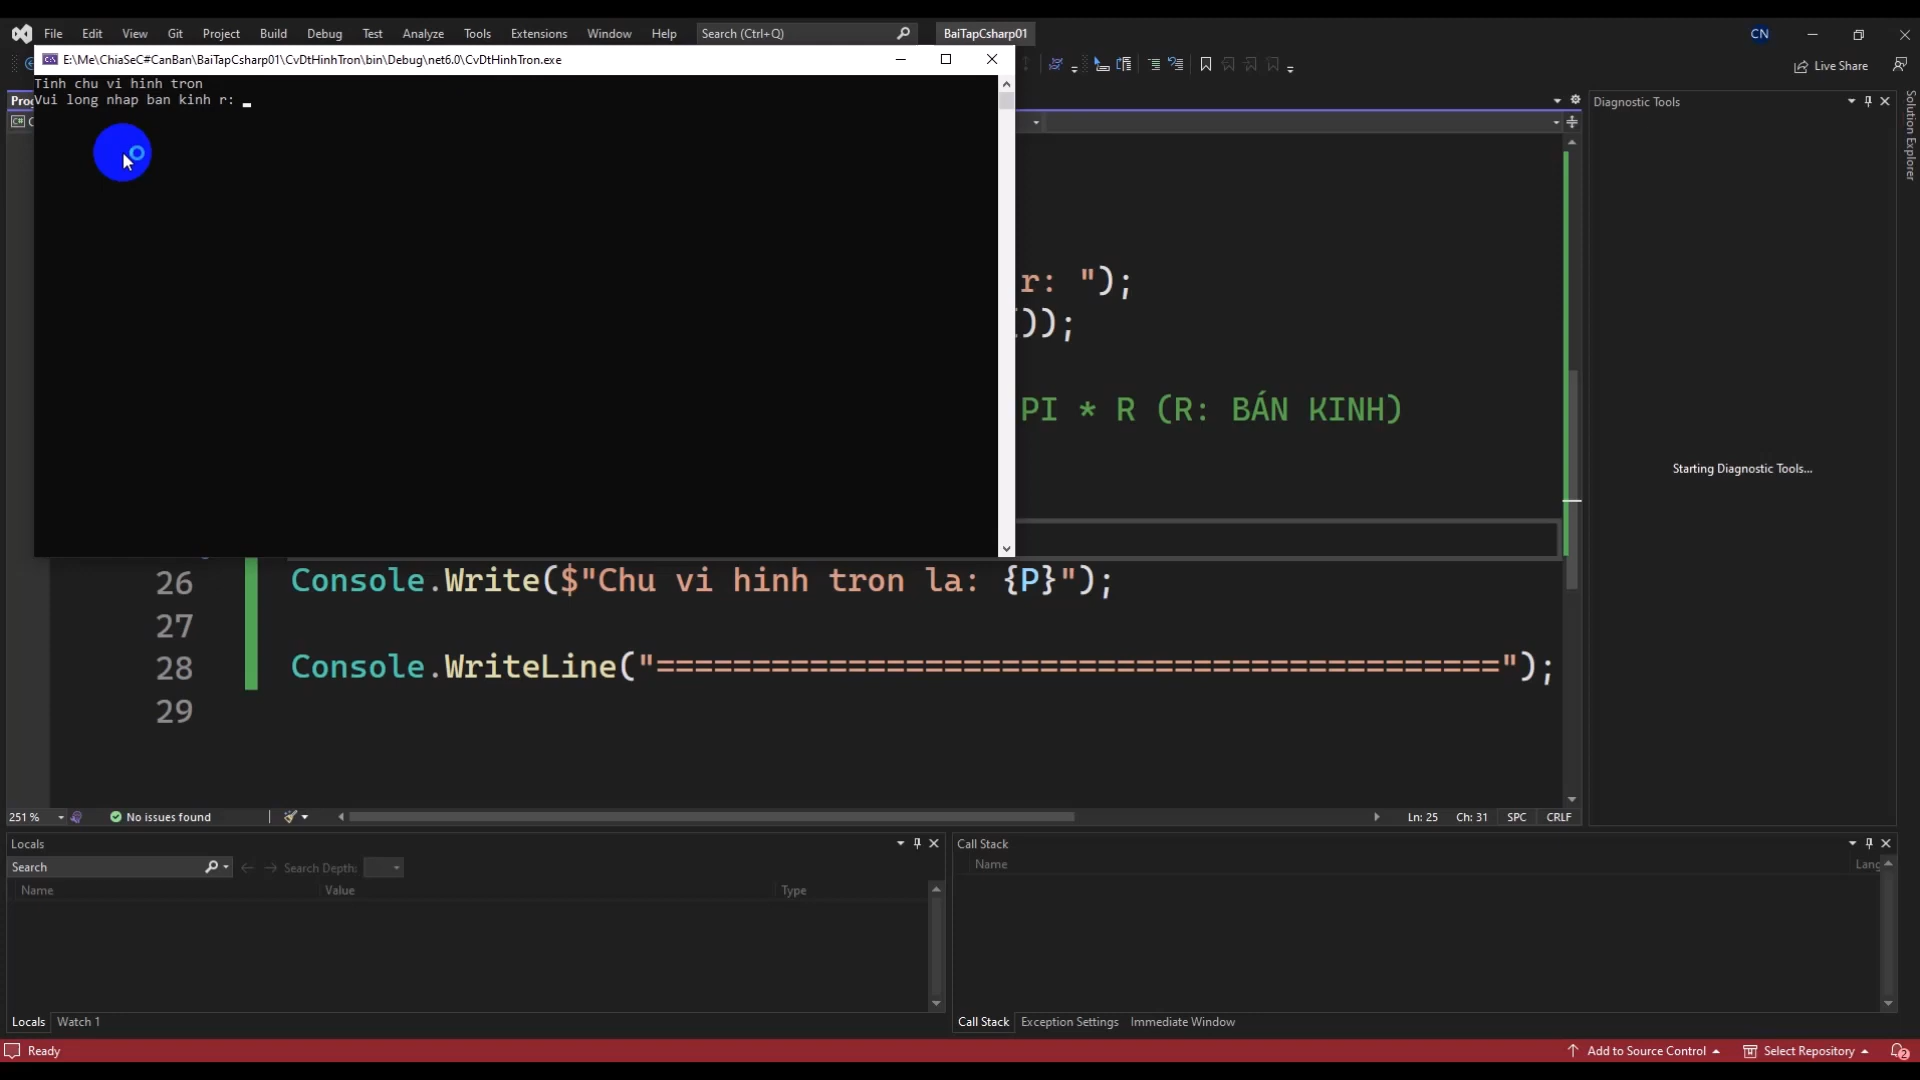 File Edit View Git Project Build Debug Test Analyze Tools Extensions Window Help Search (Ctrl+Q) BaiTapCsharp01 CN
E:\Me\ChiaSeC#CanBan\BaiTapCsharp01\CvDtHinhTron\bin\Debug\net6.0\CvDtHinhTron.exe
Live Share
Tinh chu vi hinh tron
Vui long nhap ban kinh r:
Diagnostic Tools
Solution Explorer
r: ");
());
PI * R (R: BÁN KINH)
Starting Diagnostic Tools...
26 Console.Write($"Chu vi hinh tron la: {P}");
27
28 Console.WriteLine("============================================");
29
251 % No issues found Ln: 25 Ch: 31 SPC CRLF
Locals
Search Search Depth:
Name Value Type
Call Stack
Name Lang
Locals Watch 1
Call Stack Exception Settings Immediate Window
Ready Add to Source Control Select Repository 2